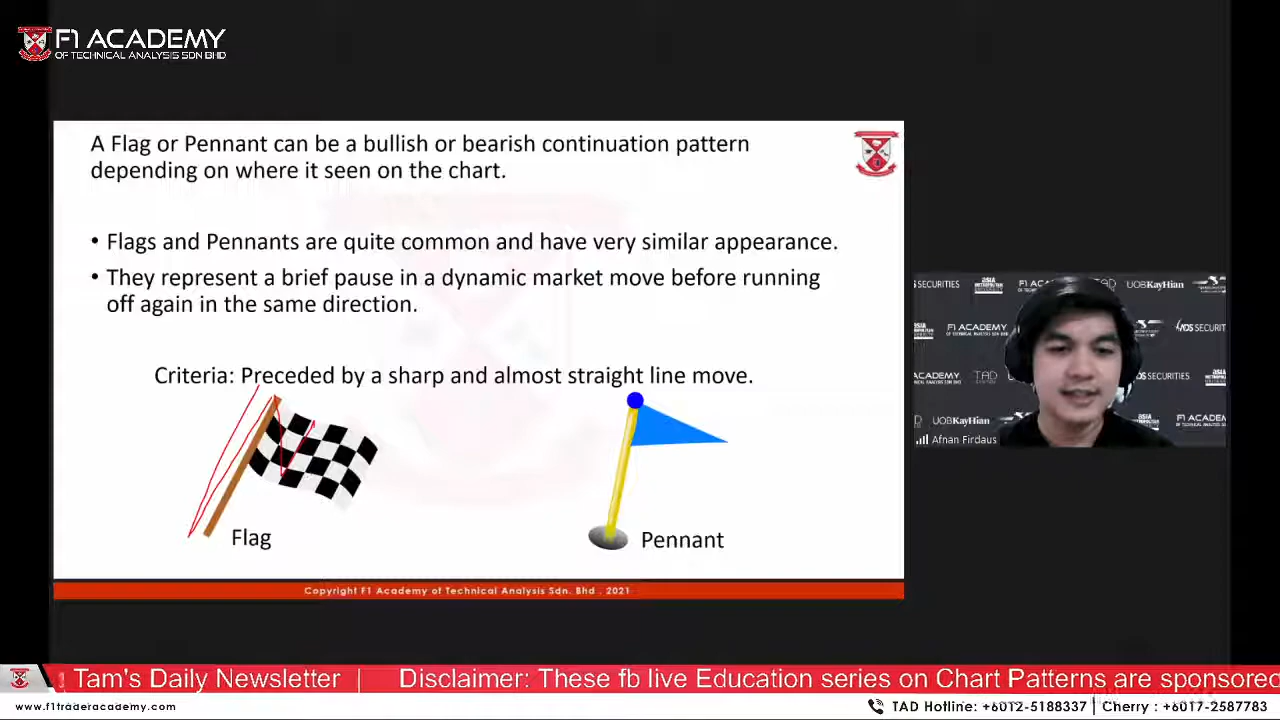 F1 ACADEMY
OF TECHNICAL ANALYSIS SDN BHD
A Flag or Pennant can be a bullish or bearish continuation pattern
depending on where it seen on the chart.
• Flags and Pennants are quite common and have very similar appearance.
• They represent a brief pause in a dynamic market move before running
off again in the same direction.
Criteria: Preceded by a sharp and almost straight line move.
Flag
Pennant
Copyright F1 Academy of Technical Analysis Sdn. Bhd . 2021
SECURITIES
UOBKayHian
F1 ACADEMY
SECURIT
ACADEMY
TAD
SECURITIES
UOBKayHian
UOBKayHian
F1 ACADEMY
Afnan Firdaus
Tam's Daily Newsletter |
Disclaimer: These fb live Education series on Chart Patterns are sponsored
www.f1traderacademy.com
TAD Hotline: +6012-5188337 | Cherry : +6017-2587783